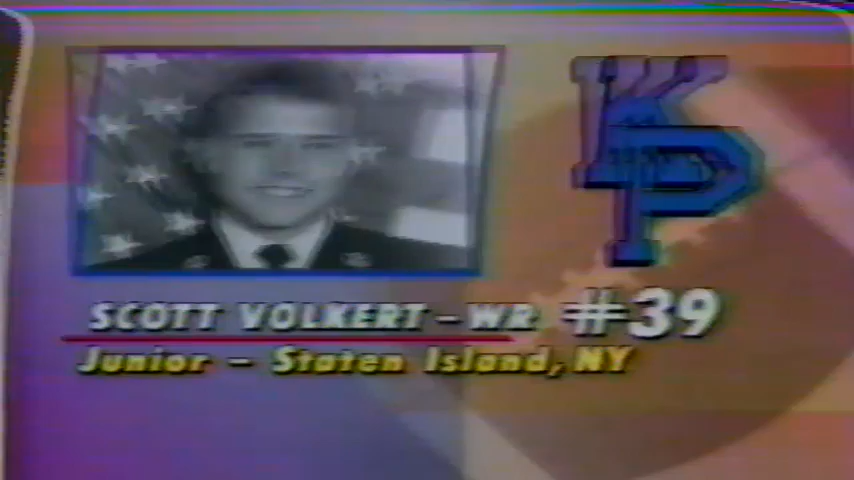 KP
SCOTT VOLKERT - WR #39
Junior - Staten Island, NY